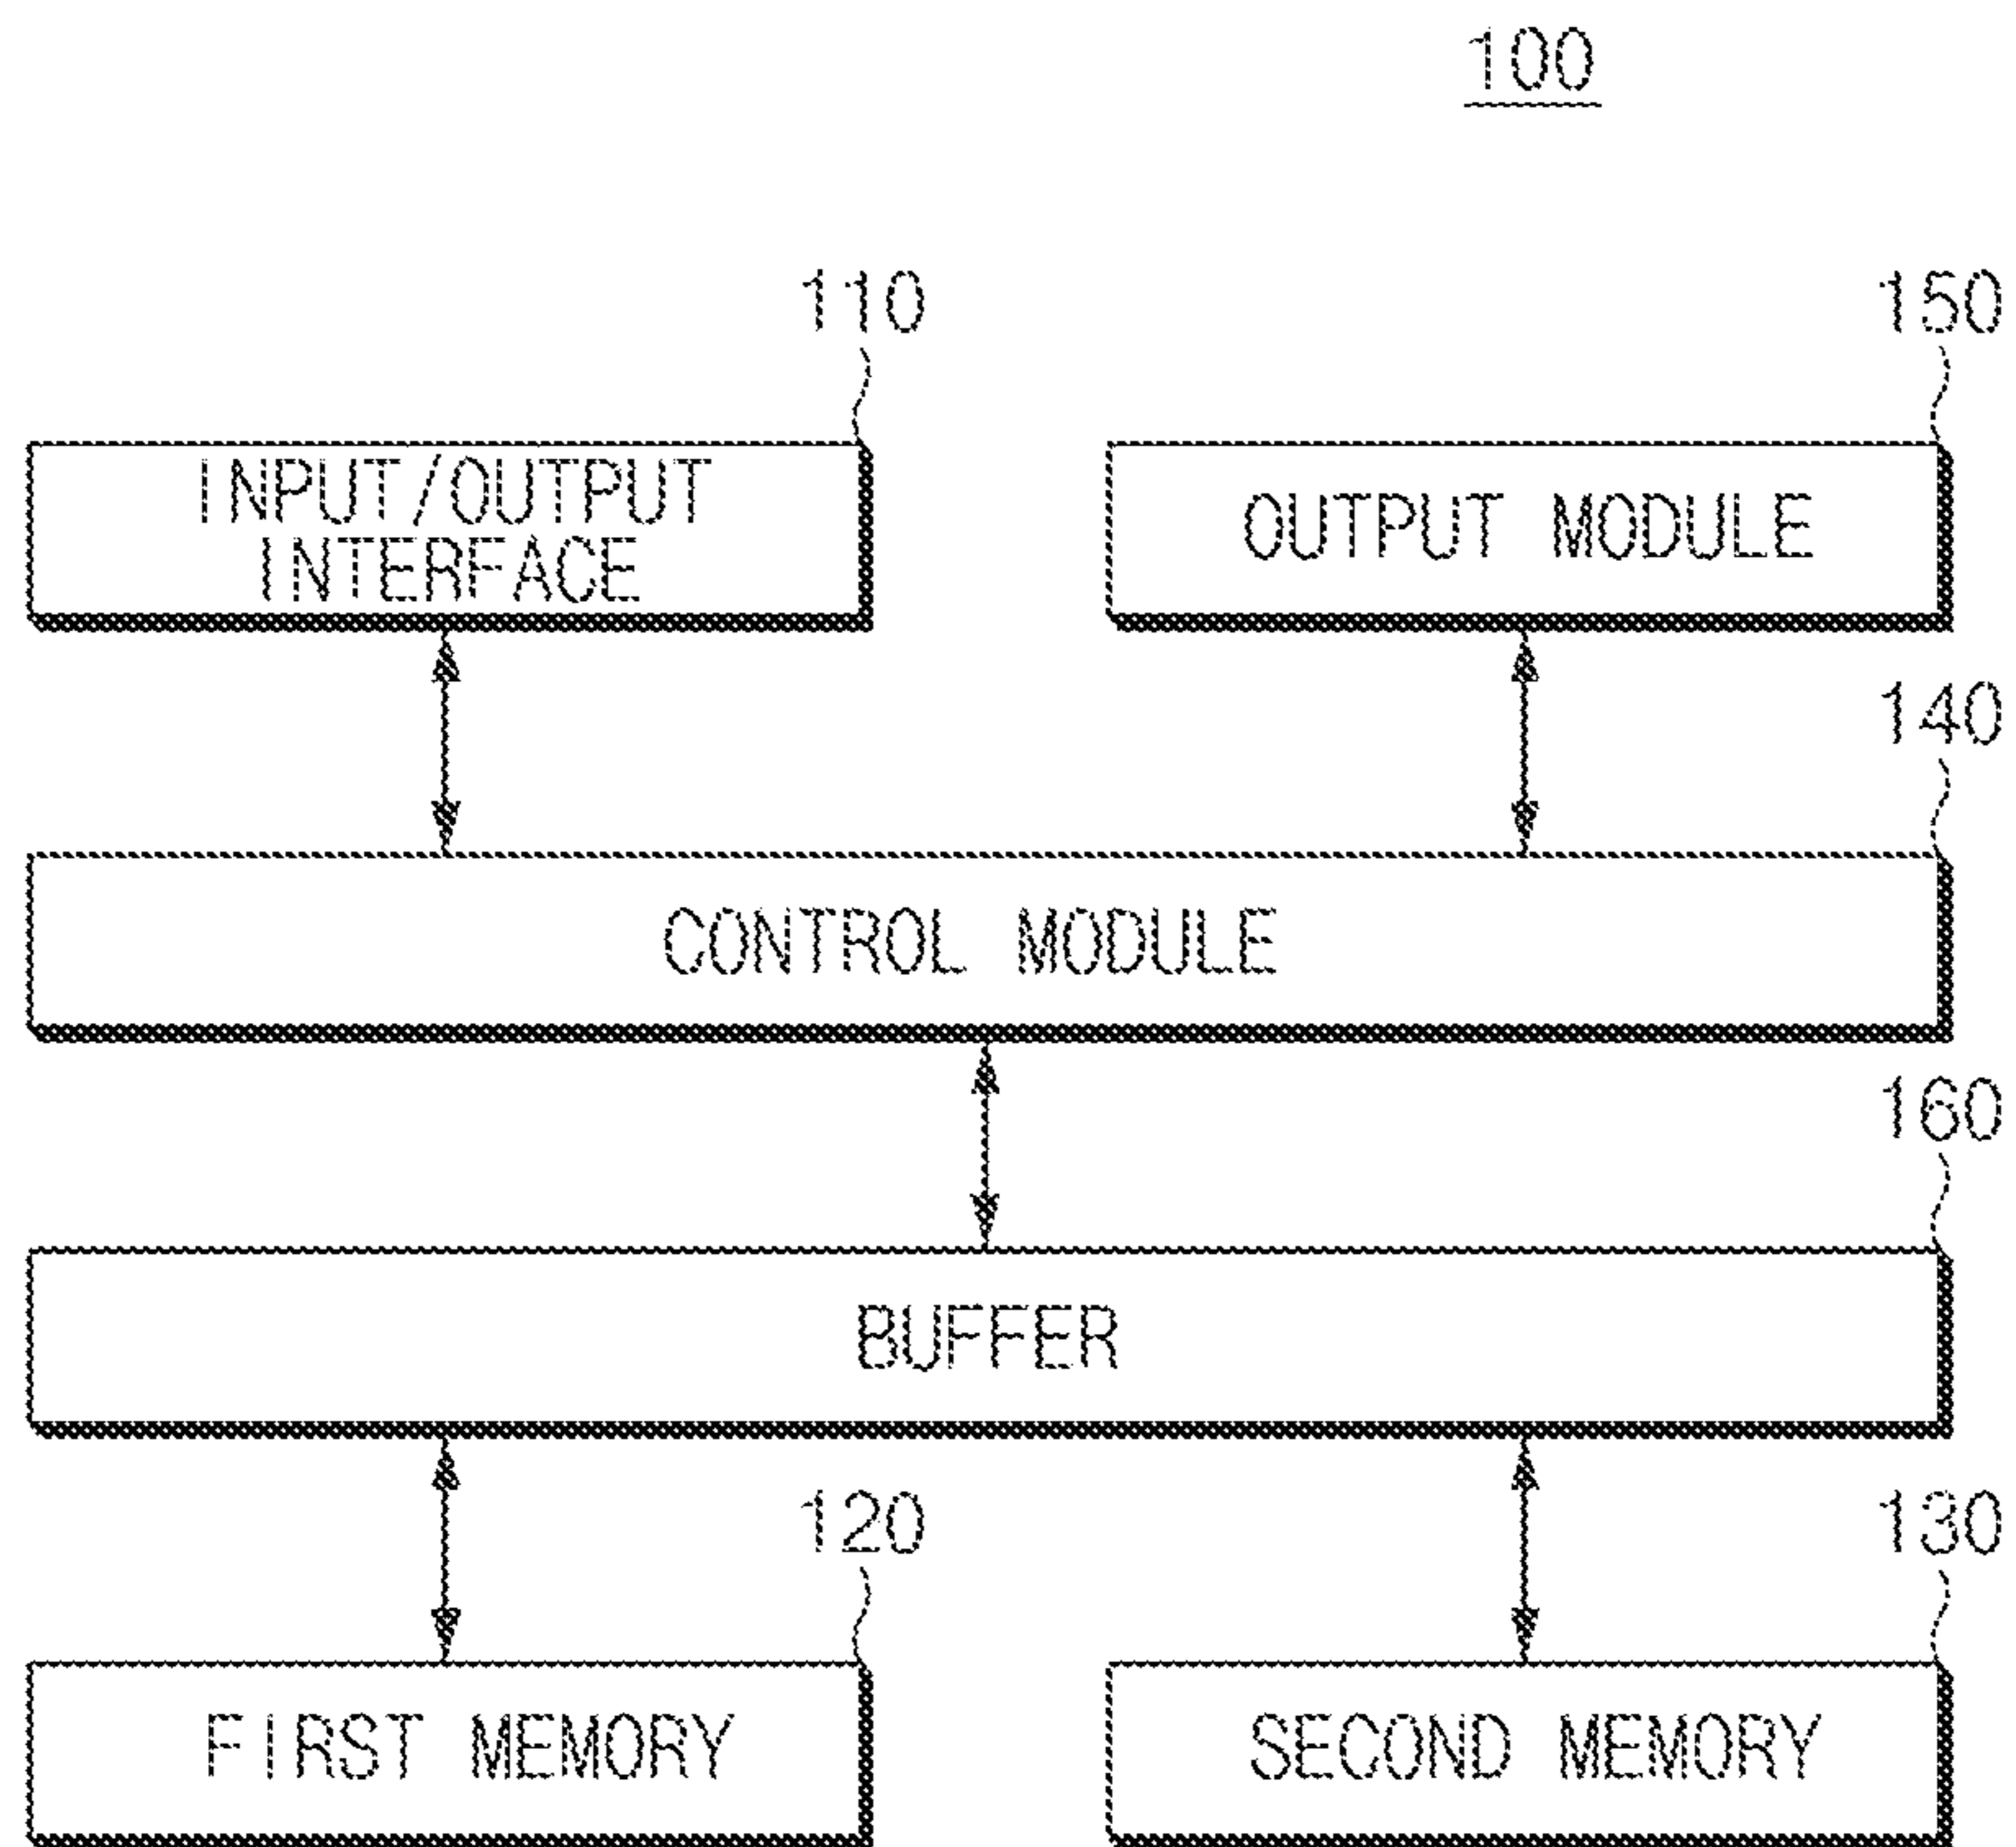 100
110
150
INPUT/OUTPUT
INTERFACE
OUTPUT MODULE
140
CONTROL MODULE
160
BUFFER
120
130
FIRST MEMORY
SECOND MEMORY